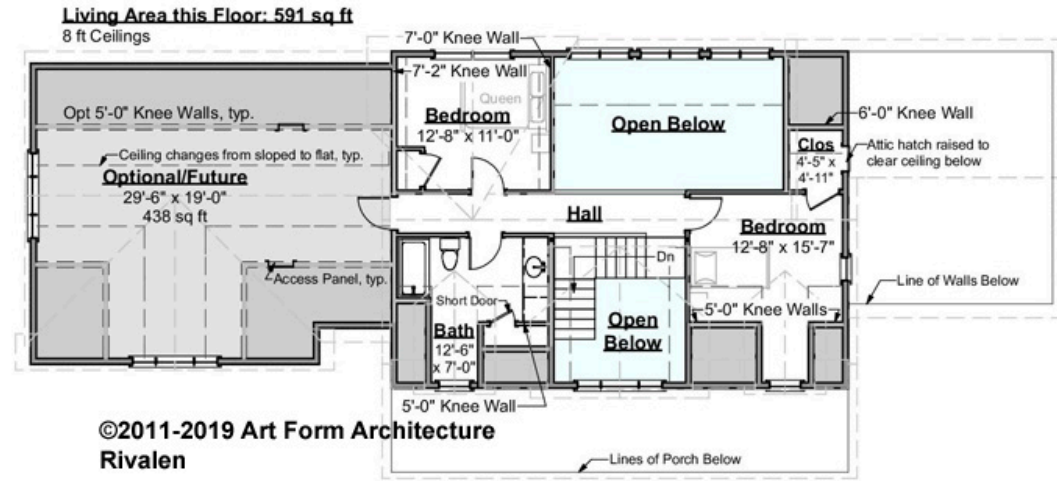 Living Area this Floor: 591 sq ft
8 ft Ceilings
7'-0" Knee Wall
7'-2" Knee Wall
Opt 5'-0" Knee Walls, typ.
Queen
Bedroom
12'-8" x 11'-0"
Open Below
6'-0" Knee Wall
Clos
4'-5" x
4'-11"
Attic hatch raised to
clear ceiling below
Ceiling changes from sloped to flat, typ.
Optional/Future
29'-6" x 19'-0"
438 sq ft
Hall
Bedroom
12'-8" x 15'-7"
Dn
Access Panel, typ.
Line of Walls Below
Short Door
5'-0" Knee Walls
Bath
12'-6"
x 7'-0"
Open
Below
5'-0" Knee Wall
©2011-2019 Art Form Architecture
Rivalen
Lines of Porch Below